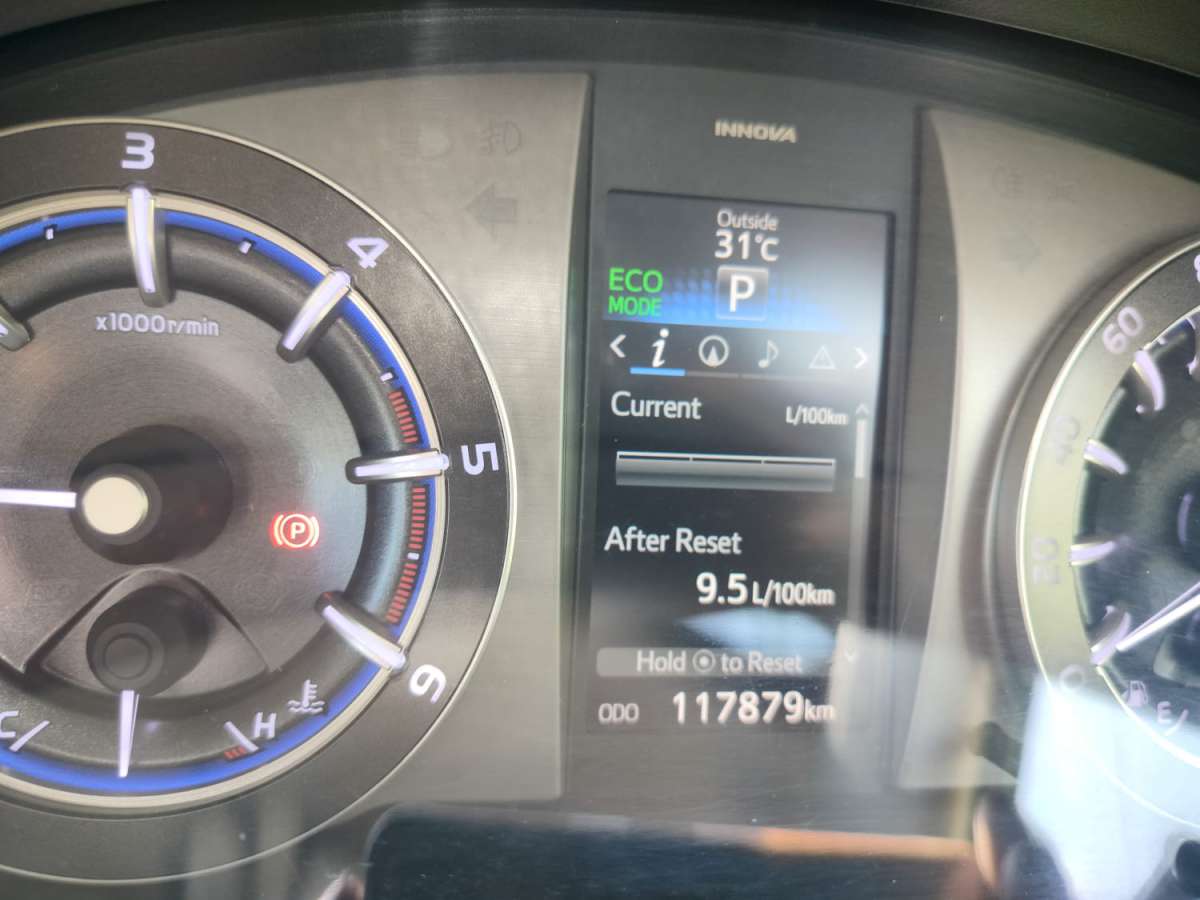 INNOVA
Outside
31°C
ECO
MODE
P
Current L/100km
After Reset
9.5 L/100km
Hold to Reset
ODO 117879km
3
4
5
6
x1000r/min
P
C
H
60
40
20
0
E